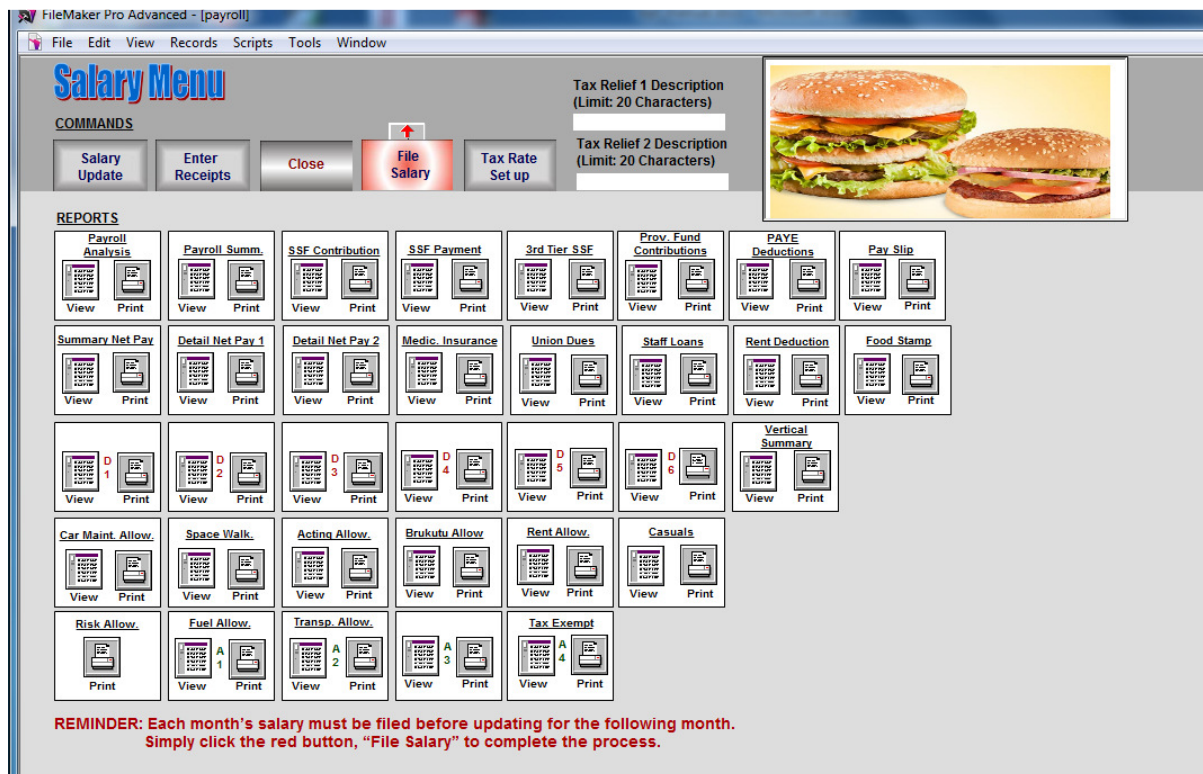 FileMaker Pro Advanced - [payroll]
File Edit View Records Scripts Tools Window
Salary Menu
Tax Relief 1 Description
(Limit: 20 Characters)
COMMANDS
Tax Relief 2 Description
(Limit: 20 Characters)
Salary
Update
Enter
Receipts
Close
File
Salary
Tax Rate
Set up
REPORTS
Payroll
Analysis
View Print
Payroll Summ.
View Print
SSF Contribution
View Print
SSF Payment
View Print
3rd Tier SSF
View Print
Prov. Fund
Contributions
View Print
PAYE
Deductions
View Print
Pay Slip
View Print
Summary Net Pay
View Print
Detail Net Pay 1
View Print
Detail Net Pay 2
View Print
Medic. Insurance
View Print
Union Dues
View Print
Staff Loans
View Print
Rent Deduction
View Print
Food Stamp
View Print
D
1
View Print
D
2
View Print
D
3
View Print
D
4
View Print
D
5
View Print
D
6
View Print
Vertical
Summary
View Print
Car Maint. Allow.
View Print
Space Walk.
View Print
Acting Allow.
View Print
Brukutu Allow
View Print
Rent Allow.
View Print
Casuals
View Print
Risk Allow.
Print
Fuel Allow.
A
1
View Print
Transp. Allow.
A
2
View Print
A
3
View Print
Tax Exempt
A
4
View Print
REMINDER: Each month's salary must be filed before updating for the following month.
Simply click the red button, “File Salary” to complete the process.